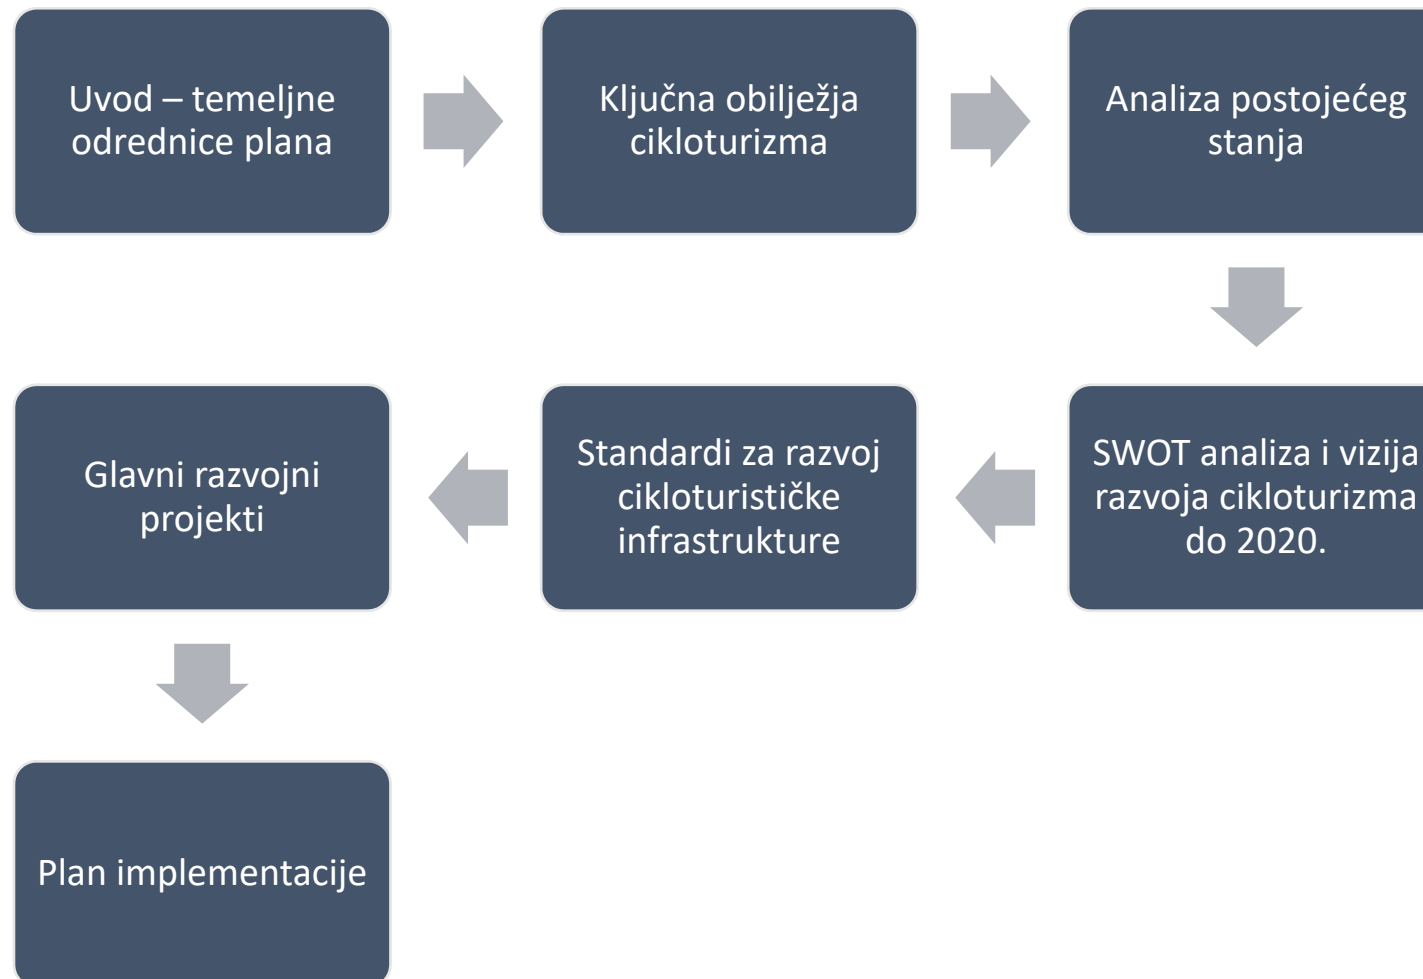 Uvod – temeljne
odrednice plana
Ključna obilježja
cikloturizma
Analiza postojećeg
stanja
SWOT analiza i vizija
razvoja cikloturizma
do 2020.
Standardi za razvoj
cikloturističke
infrastrukture
Glavni razvojni
projekti
Plan implementacije